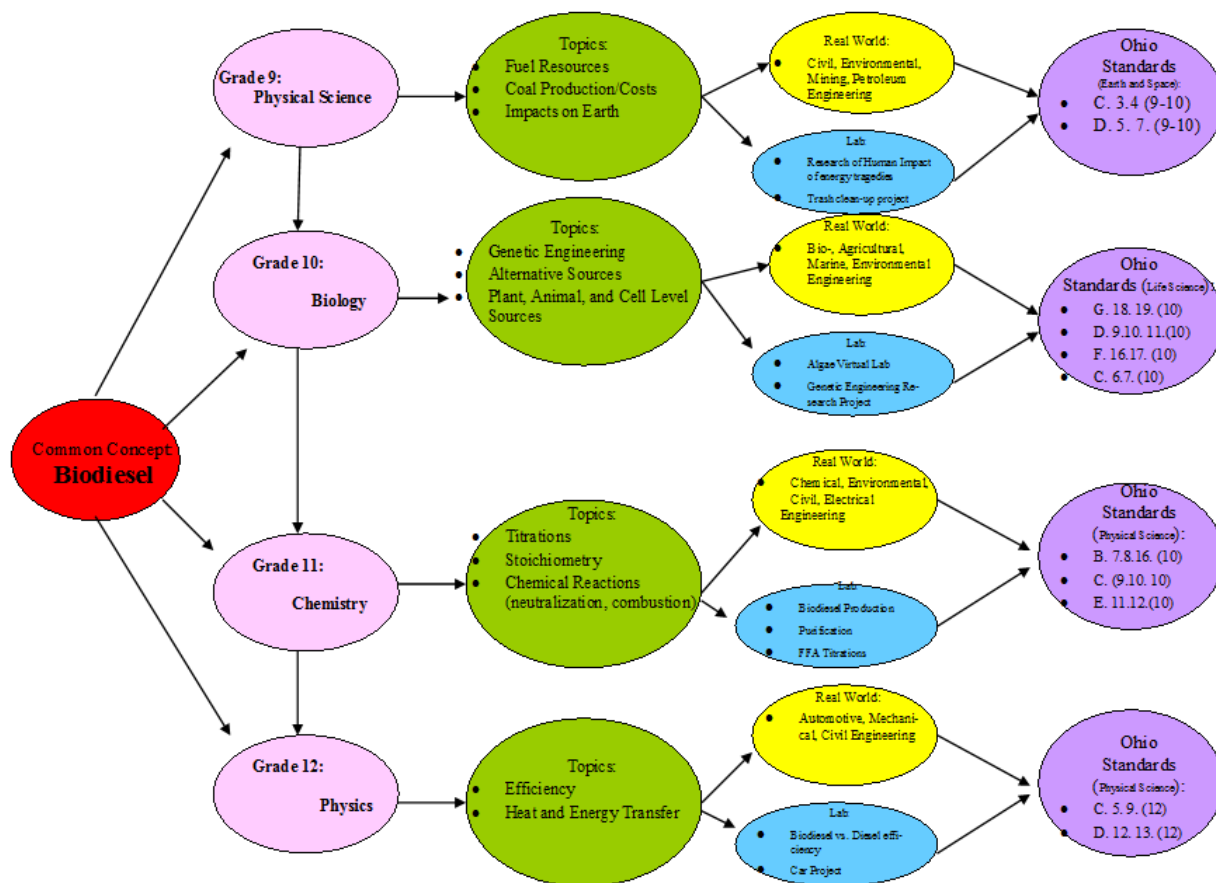 Grade 9:
Physical Science
Topics:
• Fuel Resources
• Coal Production/Costs
• Impacts on Earth
Real World:
• Civil, Environmental,
Mining, Petroleum
Engineering
Lab:
• Research of Human Impact
of energy tragedies
• Trash clean-up project
Ohio
Standards
(Earth and Space):
• C. 3.4 (9-10)
• D. 5. 7. (9-10)
Grade 10:
Biology
Topics:
• Genetic Engineering
• Alternative Sources
• Plant, Animal, and Cell Level
Sources
Real World:
• Bio-, Agricultural,
Marine, Environmental
Engineering
Lab:
• Algae Virtual Lab
• Genetic Engineering Re-
search Project
Ohio
Standards (Life Science):
• G. 18. 19. (10)
• D. 9.10. 11.(10)
• F. 16.17. (10)
• C. 6.7. (10)
Common Concept:
Biodiesel
Grade 11:
Chemistry
Topics:
• Titrations
• Stoichiometry
• Chemical Reactions
(neutralization, combustion)
Real World:
• Chemical, Environmental,
Civil, Electrical
Engineering
Lab:
• Biodiesel Production
• Purification
• FFA Titrations
Ohio
Standards
(Physical Science):
• B. 7.8.16. (10)
• C. (9.10. 10)
• E. 11.12.(10)
Grade 12:
Physics
Topics:
• Efficiency
• Heat and Energy Transfer
Real World:
• Automotive, Mechani-
cal, Civil Engineering
Lab:
• Biodiesel vs. Diesel effi-
ciency
• Car Project
Ohio
Standards
(Physical Science):
• C. 5. 9. (12)
• D. 12. 13. (12)